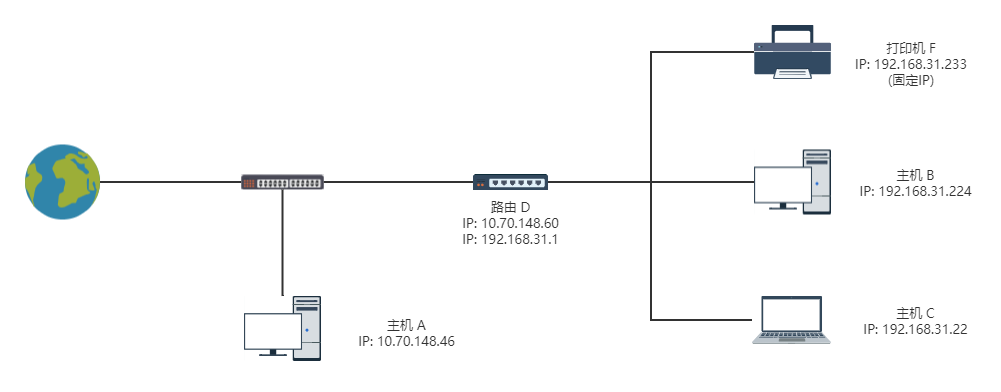 打印机 F
IP: 192.168.31.233
(固定IP)
主机 B
IP: 192.168.31.224
路由 D
IP: 10.70.148.60
IP: 192.168.31.1
主机 C
IP: 192.168.31.22
主机 A
IP: 10.70.148.46